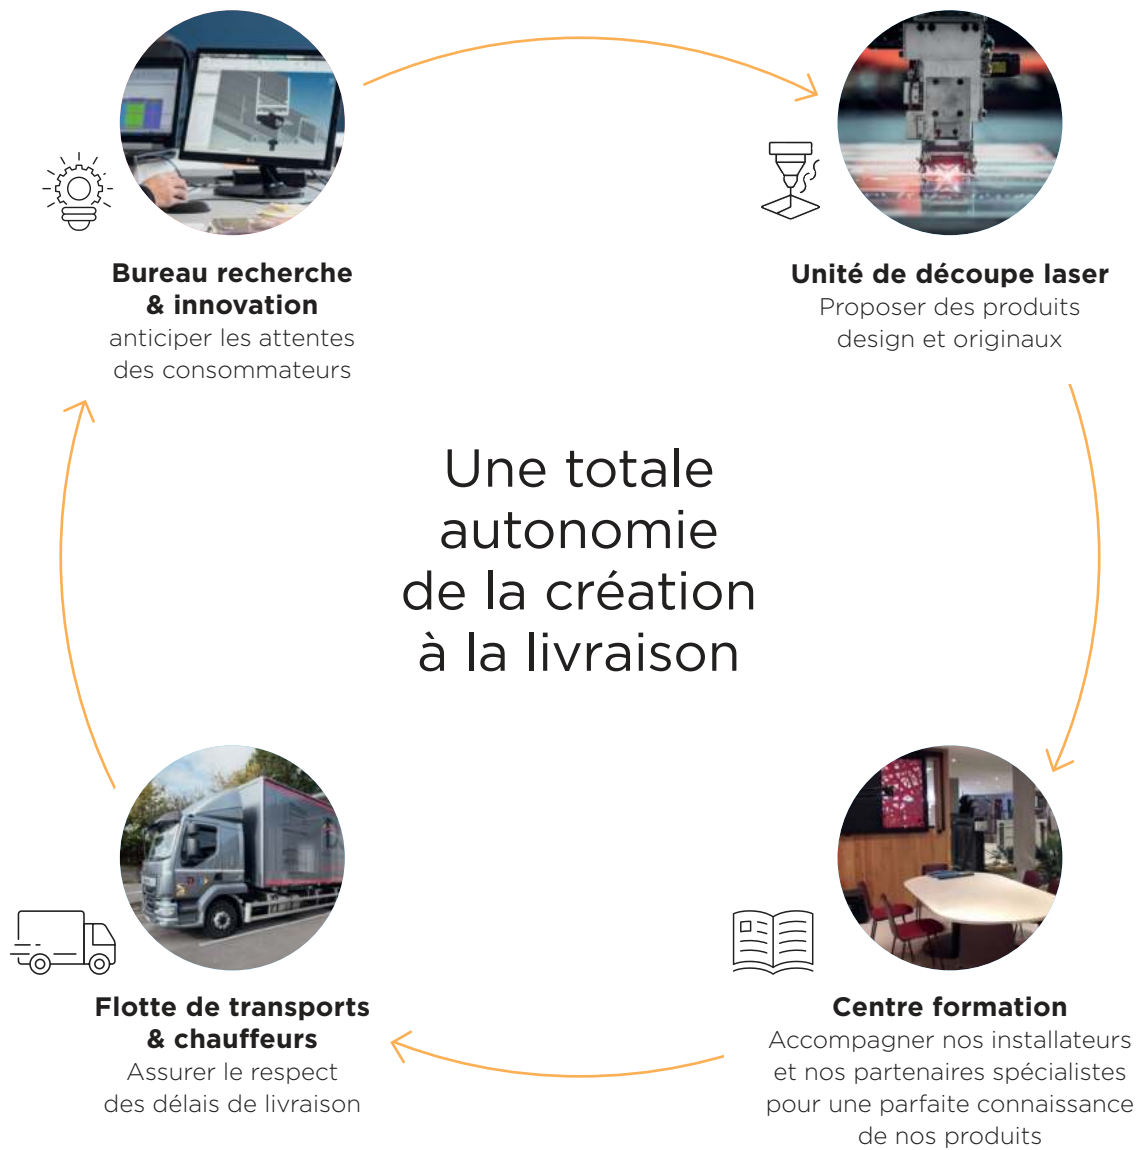 Bureau recherche
& innovation
anticiper les attentes
des consommateurs
Unité de découpe laser
Proposer des produits
design et originaux
Une totale
autonomie
de la création
à la livraison
Flotte de transports
& chauffeurs
Assurer le respect
des délais de livraison
Centre formation
Accompagner nos installateurs
et nos partenaires spécialistes
pour une parfaite connaissance
de nos produits